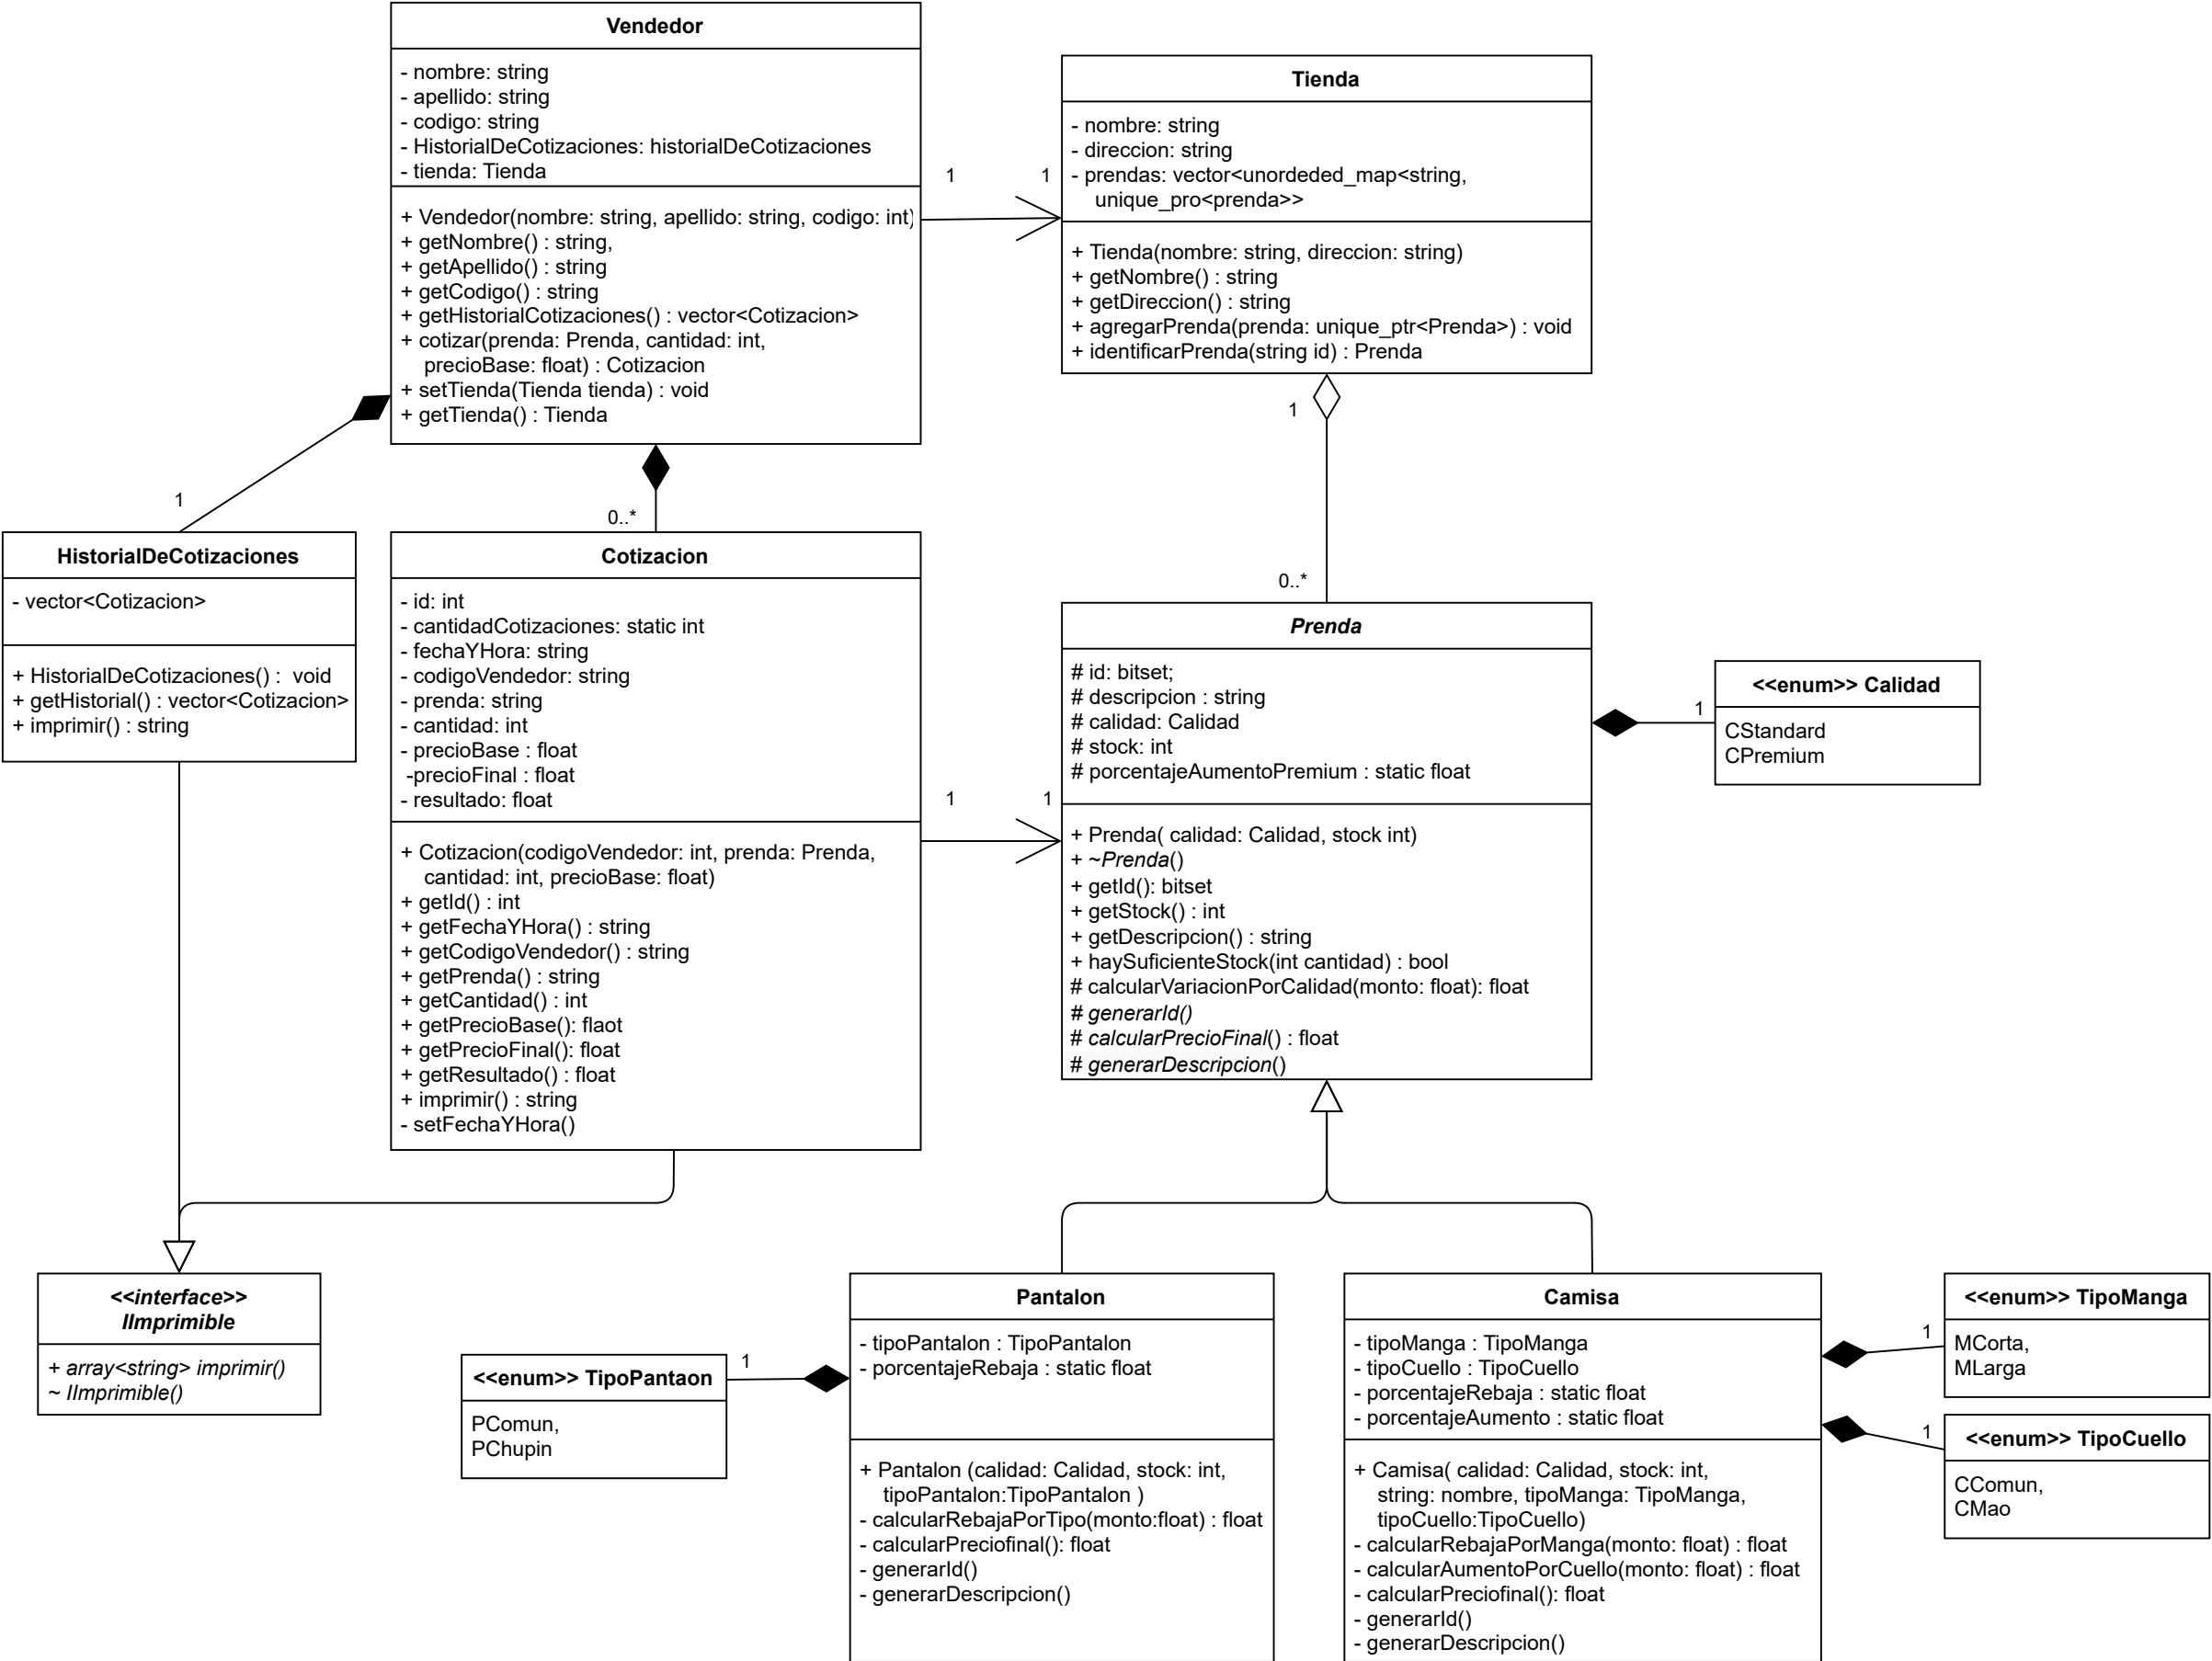 Vendedor
- nombre: string
- apellido: string
- codigo: string
- HistorialDeCotizaciones: historialDeCotizaciones
- tienda: Tienda
+ Vendedor(nombre: string, apellido: string, codigo: int)
+ getNombre() : string,
+ getApellido() : string
+ getCodigo() : string
+ getHistorialCotizaciones() : vector<Cotizacion>
+ cotizar(prenda: Prenda, cantidad: int,
precioBase: float) : Cotizacion
+ setTienda(Tienda tienda) : void
+ getTienda() : Tienda
1
1
Tienda
- nombre: string
- direccion: string
- prendas: vector<unordeded_map<string,
unique_pro<prenda>>
+ Tienda(nombre: string, direccion: string)
+ getNombre() : string
+ getDireccion() : string
+ agregarPrenda(prenda: unique_ptr<Prenda>) : void
+ identificarPrenda(string id) : Prenda
1
0..*
1
0..*
HistorialDeCotizaciones
- vector<Cotizacion>
+ HistorialDeCotizaciones() :  void
+ getHistorial() : vector<Cotizacion>
+ imprimir() : string
Cotizacion
- id: int
- cantidadCotizaciones: static int
- fechaYHora: string
- codigoVendedor: string
- prenda: string
- cantidad: int
- precioBase : float
-precioFinal : float
- resultado: float
+ Cotizacion(codigoVendedor: int, prenda: Prenda,
cantidad: int, precioBase: float)
+ getId() : int
+ getFechaYHora() : string
+ getCodigoVendedor() : string
+ getPrenda() : string
+ getCantidad() : int
+ getPrecioBase(): flaot
+ getPrecioFinal(): float
+ getResultado() : float
+ imprimir() : string
- setFechaYHora()
1
1
Prenda
# id: bitset;
# descripcion : string
# calidad: Calidad
# stock: int
# porcentajeAumentoPremium : static float
+ Prenda( calidad: Calidad, stock int)
+ ~Prenda()
+ getId(): bitset
+ getStock() : int
+ getDescripcion() : string
+ haySuficienteStock(int cantidad) : bool
# calcularVariacionPorCalidad(monto: float): float
# generarId()
# calcularPrecioFinal() : float
# generarDescripcion()
1
<<enum>> Calidad
CStandard
CPremium
<<interface>>
IImprimible
+ array<string> imprimir()
~ IImprimible()
<<enum>> TipoPantaon
PComun,
PChupin
1
Pantalon
- tipoPantalon : TipoPantalon
- porcentajeRebaja : static float
+ Pantalon (calidad: Calidad, stock: int,
tipoPantalon:TipoPantalon )
- calcularRebajaPorTipo(monto:float) : float
- calcularPreciofinal(): float
- generarId()
- generarDescripcion()
Camisa
- tipoManga : TipoManga
- tipoCuello : TipoCuello
- porcentajeRebaja : static float
- porcentajeAumento : static float
+ Camisa( calidad: Calidad, stock: int,
string: nombre, tipoManga: TipoManga,
tipoCuello:TipoCuello)
- calcularRebajaPorManga(monto: float) : float
- calcularAumentoPorCuello(monto: float) : float
- calcularPreciofinal(): float
- generarId()
- generarDescripcion()
1
<<enum>> TipoManga
MCorta,
MLarga
1
<<enum>> TipoCuello
CComun,
CMao